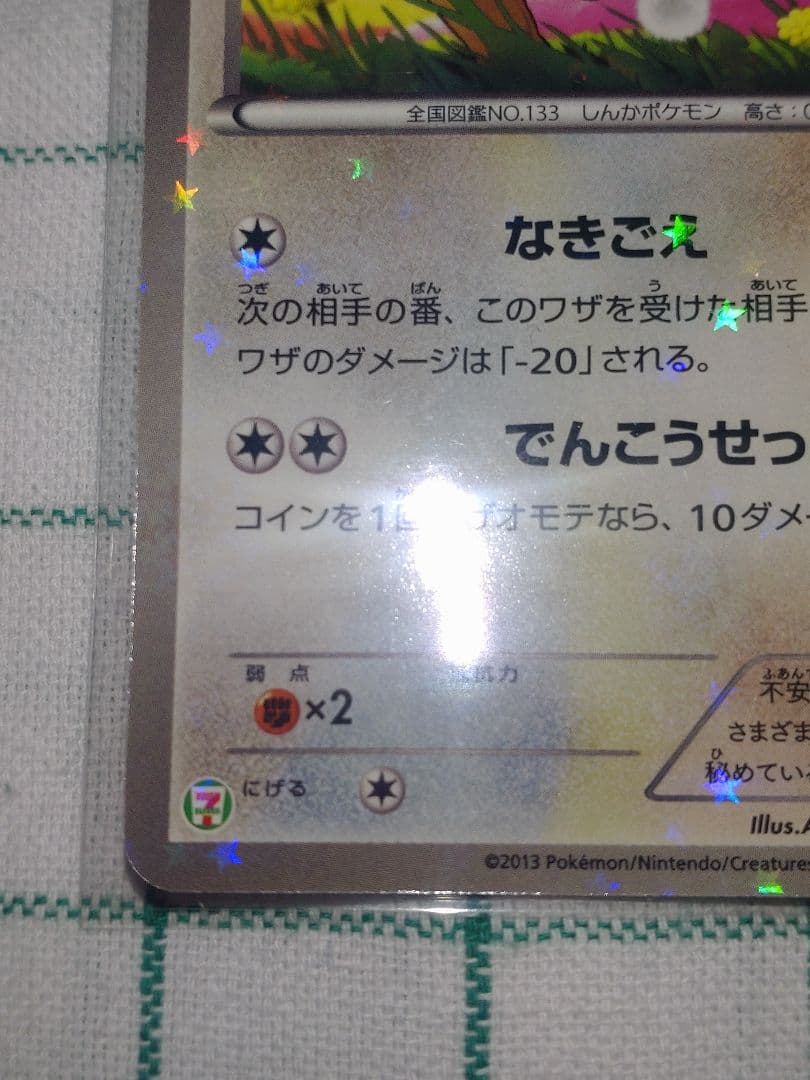 全国図鑑NO.133 しんかポケモン 高さ:0
なきごえ
つぎ あいて ばん う あいて
次の相手の番、このワザを受けた相手
ワザのダメージは「-20」される。
でんこうせっ
コインを1回 オモテなら、10ダメー
弱点
×2
ふあん
不安
さまざま
ひ
秘めている
にげる
Illus.
©2013 Pokémon/Nintendo/Creatures